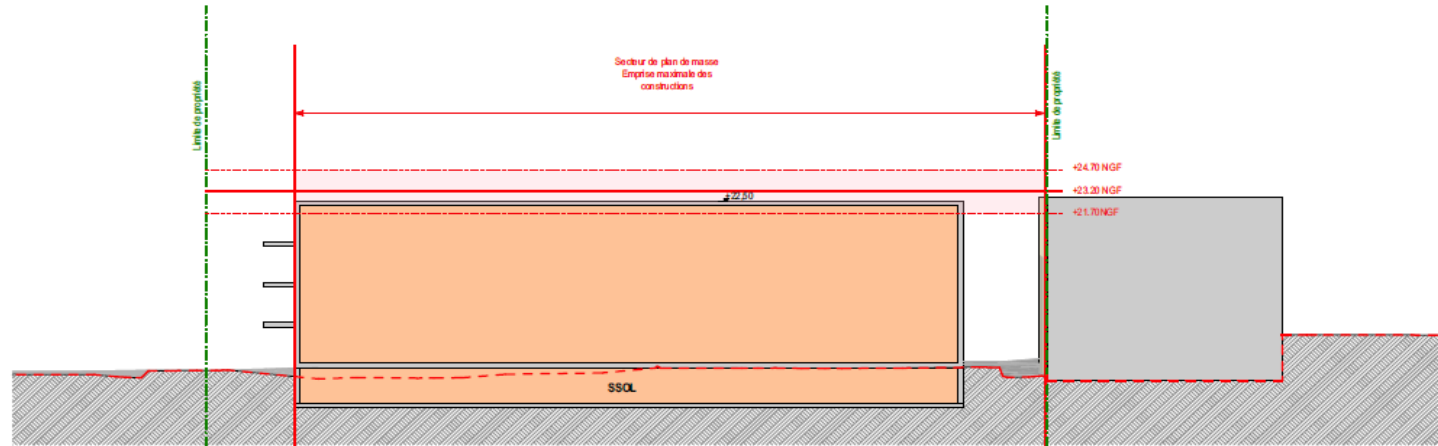 Secteur de plan de masse
Emprise maximale des
constructions
Limite de propriété
Limite de propriété
+24.70 NGF
+23.20 NGF
+22,50
+21.70 NGF
SSOL